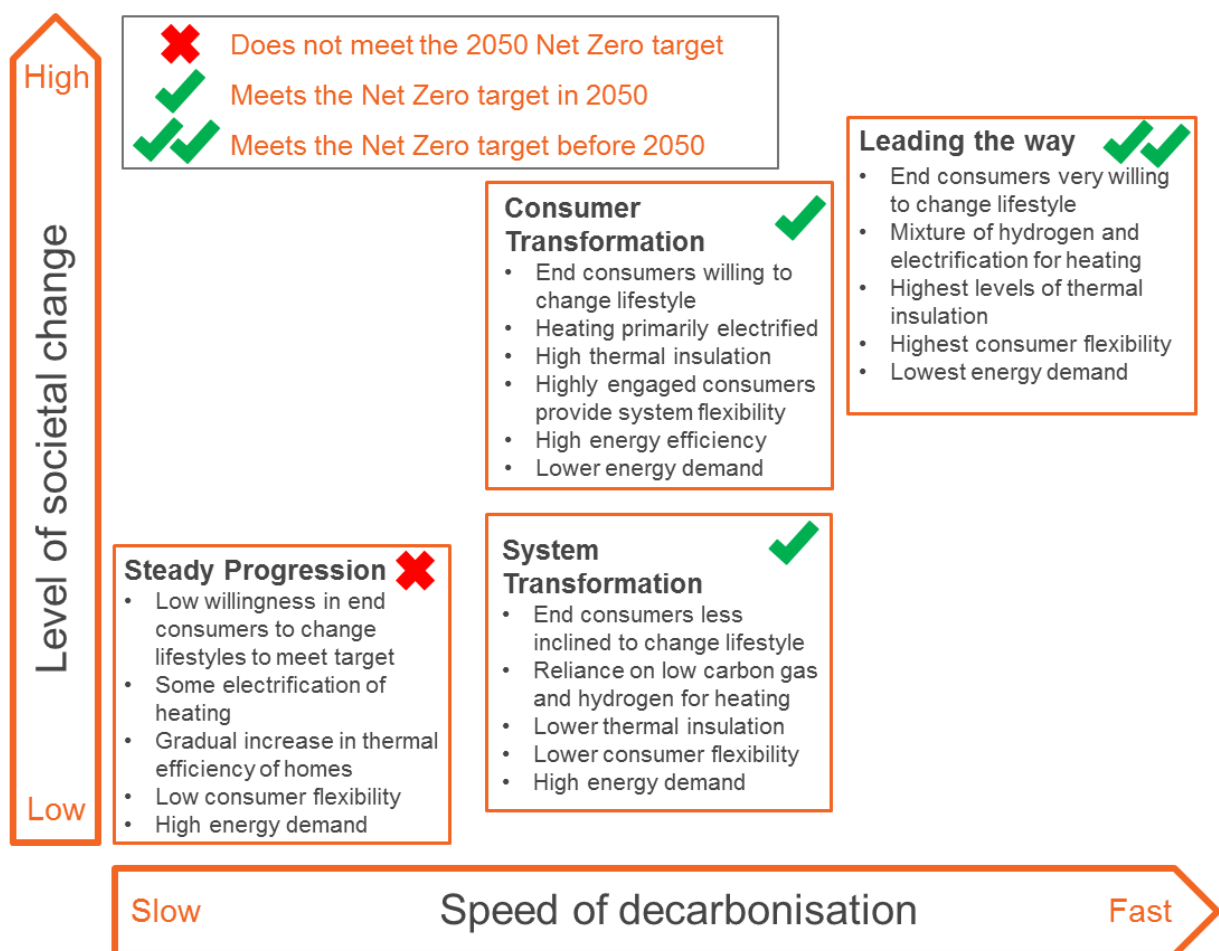 High
Level of societal change
Low
Does not meet the 2050 Net Zero target
Meets the Net Zero target in 2050
Meets the Net Zero target before 2050
Leading the way
• End consumers very willing
to change lifestyle
• Mixture of hydrogen and
electrification for heating
• Highest levels of thermal
insulation
• Highest consumer flexibility
• Lowest energy demand
Consumer
Transformation
• End consumers willing to
change lifestyle
• Heating primarily electrified
• High thermal insulation
• Highly engaged consumers
provide system flexibility
• High energy efficiency
• Lower energy demand
Steady Progression
• Low willingness in end
consumers to change
lifestyles to meet target
• Some electrification of
heating
• Gradual increase in thermal
efficiency of homes
• Low consumer flexibility
• High energy demand
System
Transformation
• End consumers less
inclined to change lifestyle
• Reliance on low carbon gas
and hydrogen for heating
• Lower thermal insulation
• Lower consumer flexibility
• High energy demand
Slow
Speed of decarbonisation
Fast